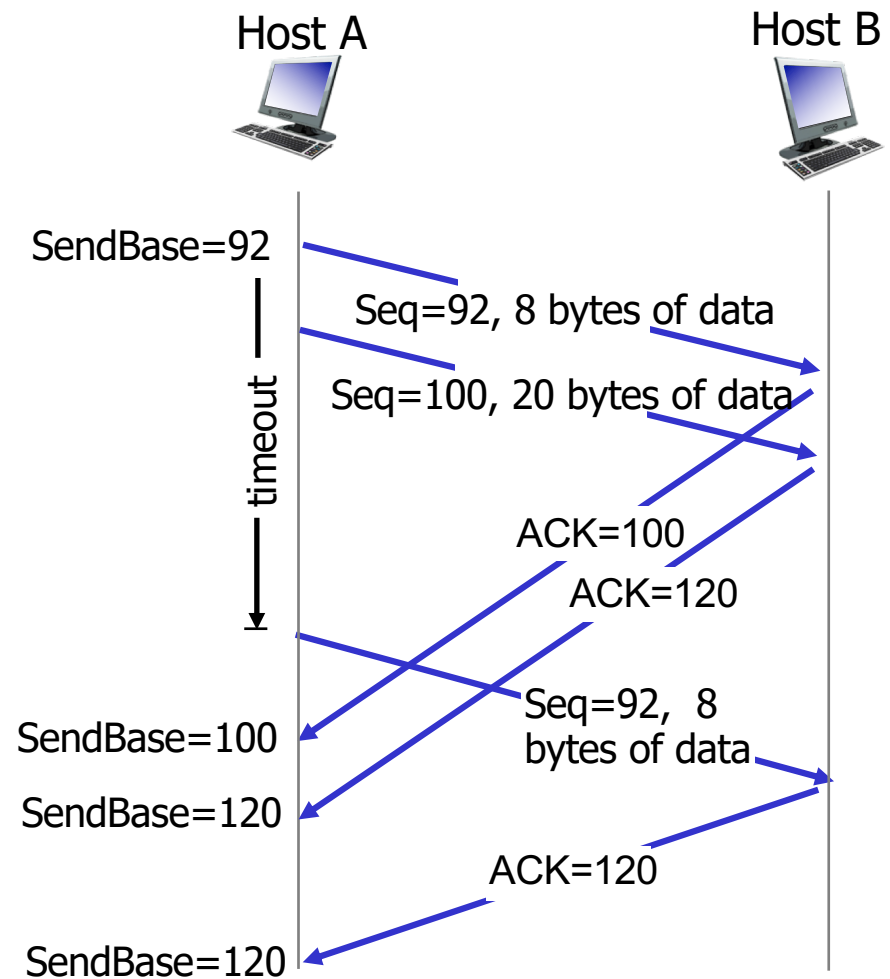 Host A
Host B
SendBase=92
Seq=92, 8 bytes of data
Seq=100, 20 bytes of data
timeout
ACK=100
ACK=120
Seq=92, 8
bytes of data
SendBase=100
SendBase=120
ACK=120
SendBase=120